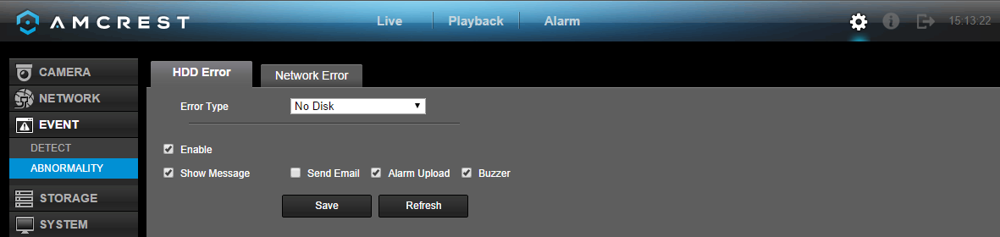 AMCREST
Live Playback Alarm
15:13:22
CAMERA
NETWORK
EVENT
DETECT
ABNORMALITY
STORAGE
SYSTEM
HDD Error Network Error
Error Type No Disk
Enable
Show Message Send Email Alarm Upload Buzzer
Save Refresh